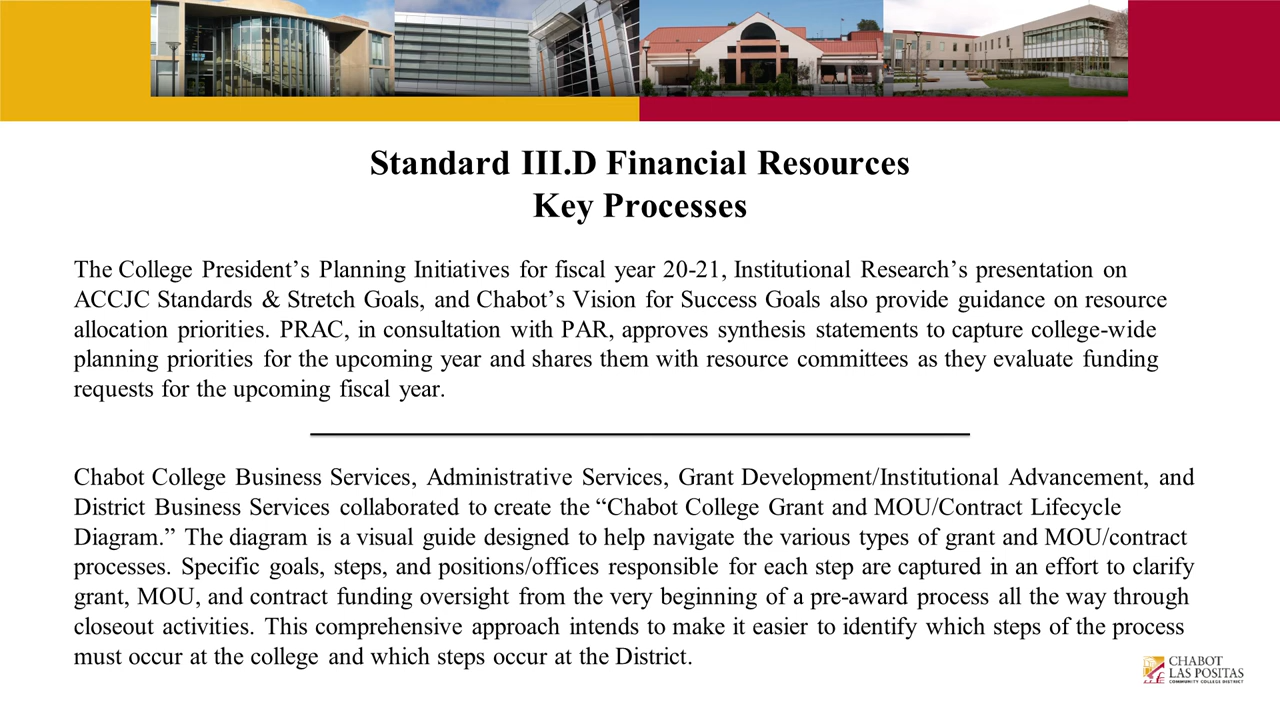 Standard III.D Financial Resources
Key Processes
The College President’s Planning Initiatives for fiscal year 20-21, Institutional Research’s presentation on
ACCJC Standards & Stretch Goals, and Chabot’s Vision for Success Goals also provide guidance on resource
allocation priorities. PRAC, in consultation with PAR, approves synthesis statements to capture college-wide
planning priorities for the upcoming year and shares them with resource committees as they evaluate funding
requests for the upcoming fiscal year.
Chabot College Business Services, Administrative Services, Grant Development/Institutional Advancement, and
District Business Services collaborated to create the “Chabot College Grant and MOU/Contract Lifecycle
Diagram.” The diagram is a visual guide designed to help navigate the various types of grant and MOU/contract
processes. Specific goals, steps, and positions/offices responsible for each step are captured in an effort to clarify
grant, MOU, and contract funding oversight from the very beginning of a pre-award process all the way through
closeout activities. This comprehensive approach intends to make it easier to identify which steps of the process
must occur at the college and which steps occur at the District.
CHABOT
LAS POSITAS
COMMUNITY COLLEGE DISTRICT